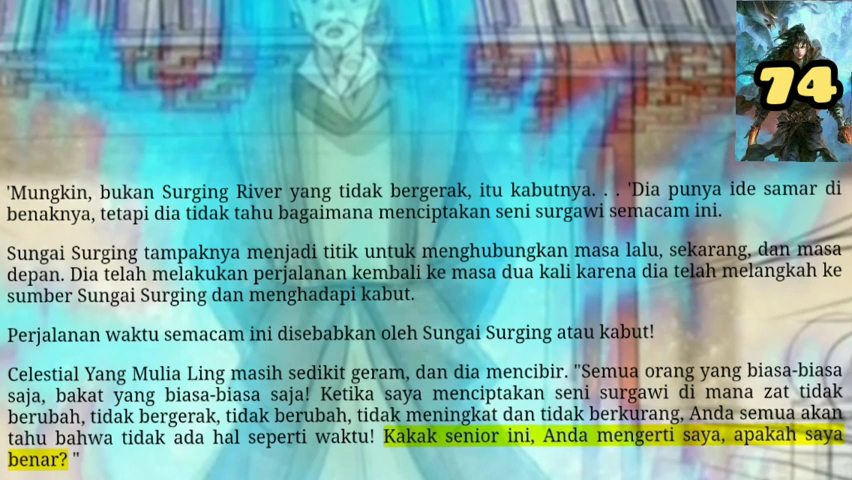 74
'Mungkin, bukan Surging River yang tidak bergerak, itu kabutnya. . . 'Dia punya ide samar di
benaknya, tetapi dia tidak tahu bagaimana menciptakan seni surgawi semacam ini.
Sungai Surging tampaknya menjadi titik untuk menghubungkan masa lalu, sekarang, dan masa
depan. Dia telah melakukan perjalanan kembali ke masa dua kali karena dia telah melangkah ke
sumber Sungai Surging dan menghadapi kabut.
Perjalanan waktu semacam ini disebabkan oleh Sungai Surging atau kabut!
Celestial Yang Mulia Ling masih sedikit geram, dan dia mencibir. "Semua orang yang biasa-biasa
saja, bakat yang biasa-biasa saja! Ketika saya menciptakan seni surgawi di mana zat tidak
berubah, tidak bergerak, tidak berubah, tidak meningkat dan tidak berkurang, Anda semua akan
tahu bahwa tidak ada hal seperti waktu! Kakak senior ini, Anda mengerti saya, apakah saya
benar? "